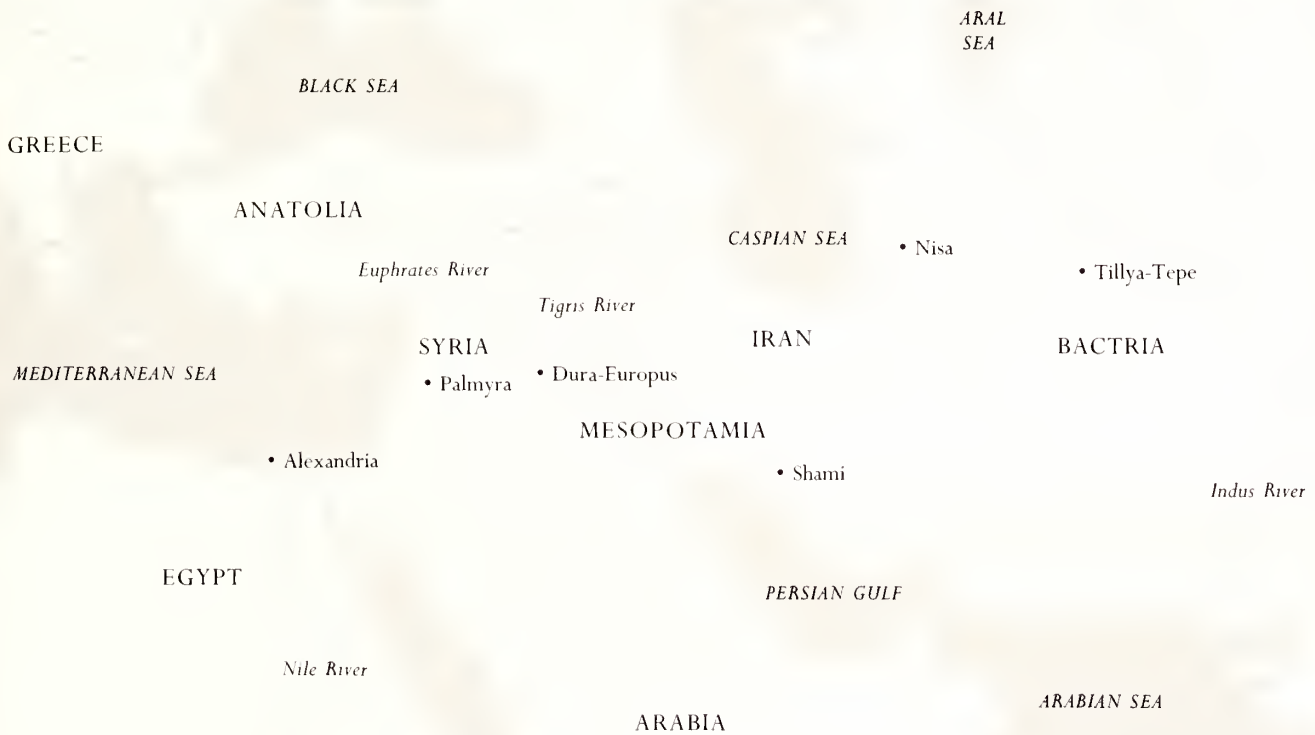 ARAL
SEA
BLACK SEA
GREECE
ANATOLIA
CASPIAN SEA
• Nisa
Euphrates River
• Tillya-Tepe
Tigris River
SYRIA
IRAN
BACTRIA
MEDITERRANEAN SEA
• Palmyra
• Dura-Europus
MESOPOTAMIA
• Alexandria
• Shami
Indus River
EGYPT
PERSIAN GULF
Nile River
ARABIAN SEA
ARABIA